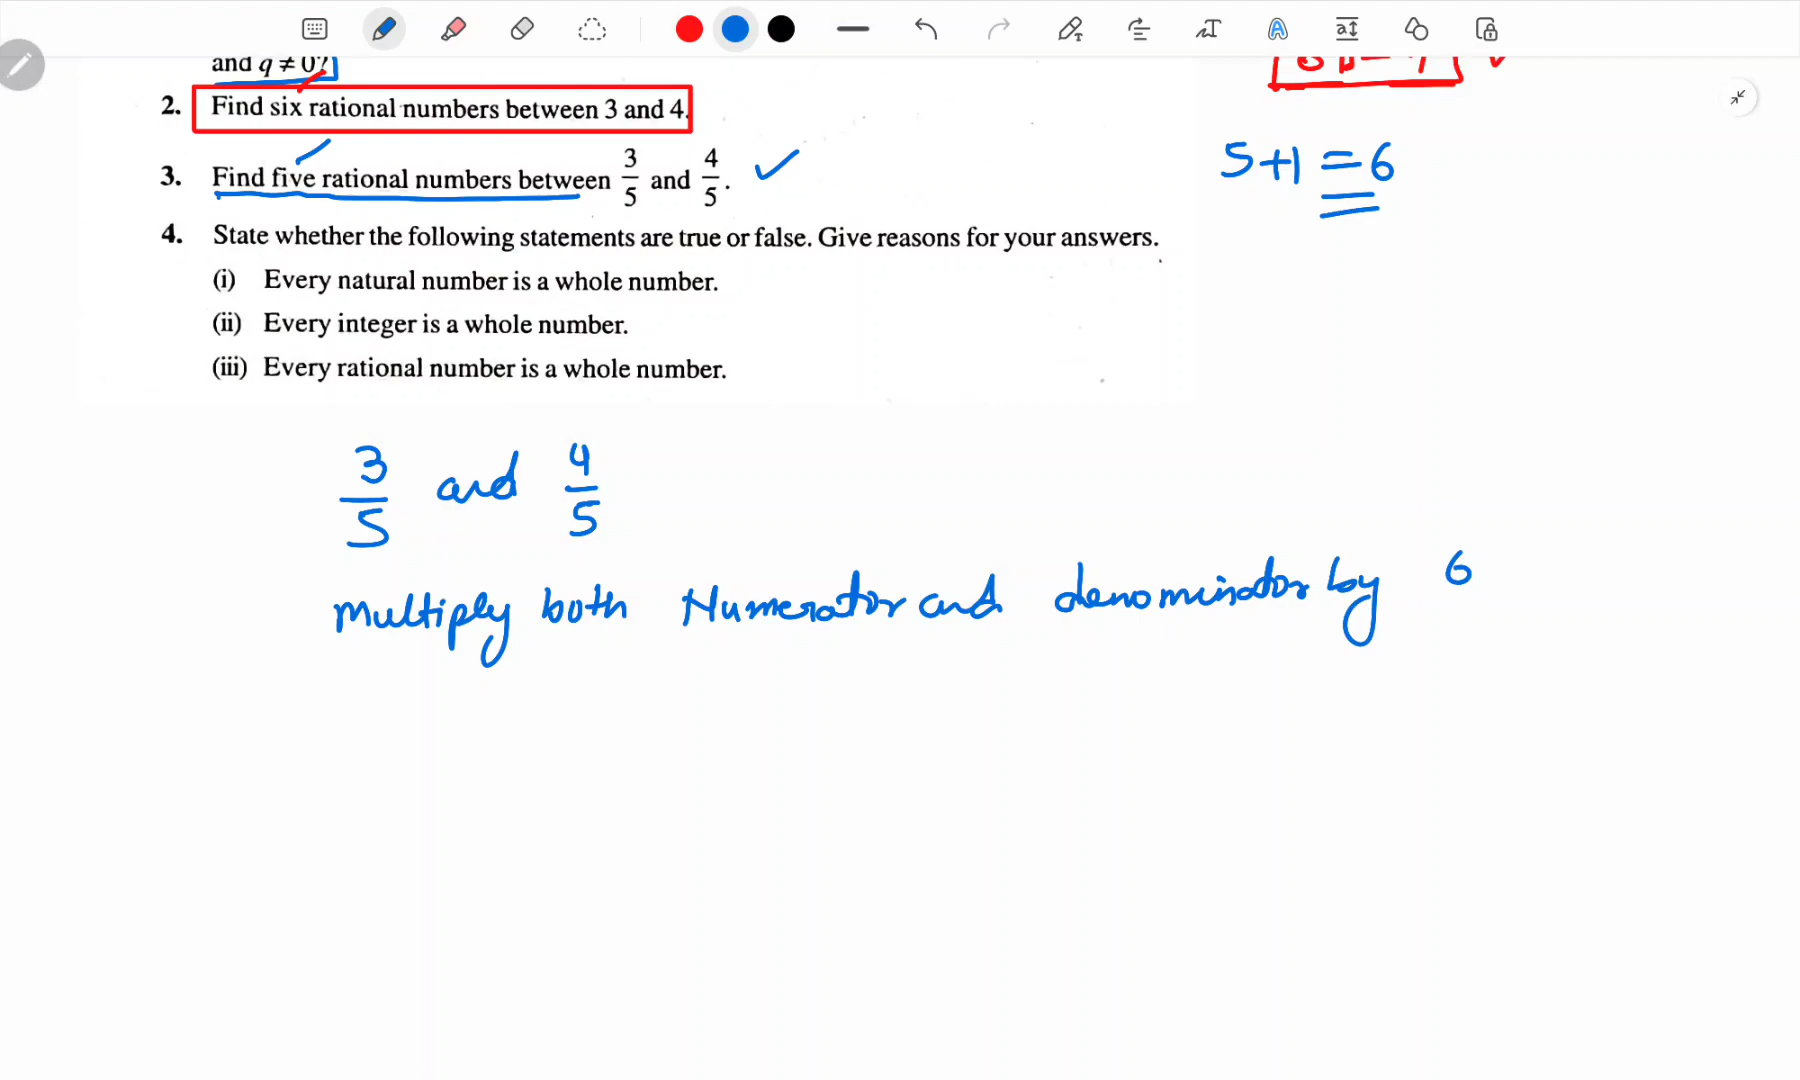 and q ≠ 0?
2. Find six rational numbers between 3 and 4.
3. Find five rational numbers between 3/5 and 4/5.
5+1 = 6
4. State whether the following statements are true or false. Give reasons for your answers.
(i) Every natural number is a whole number.
(ii) Every integer is a whole number.
(iii) Every rational number is a whole number.
3/5 and 4/5
Multiply both Numerator and denominator by 6